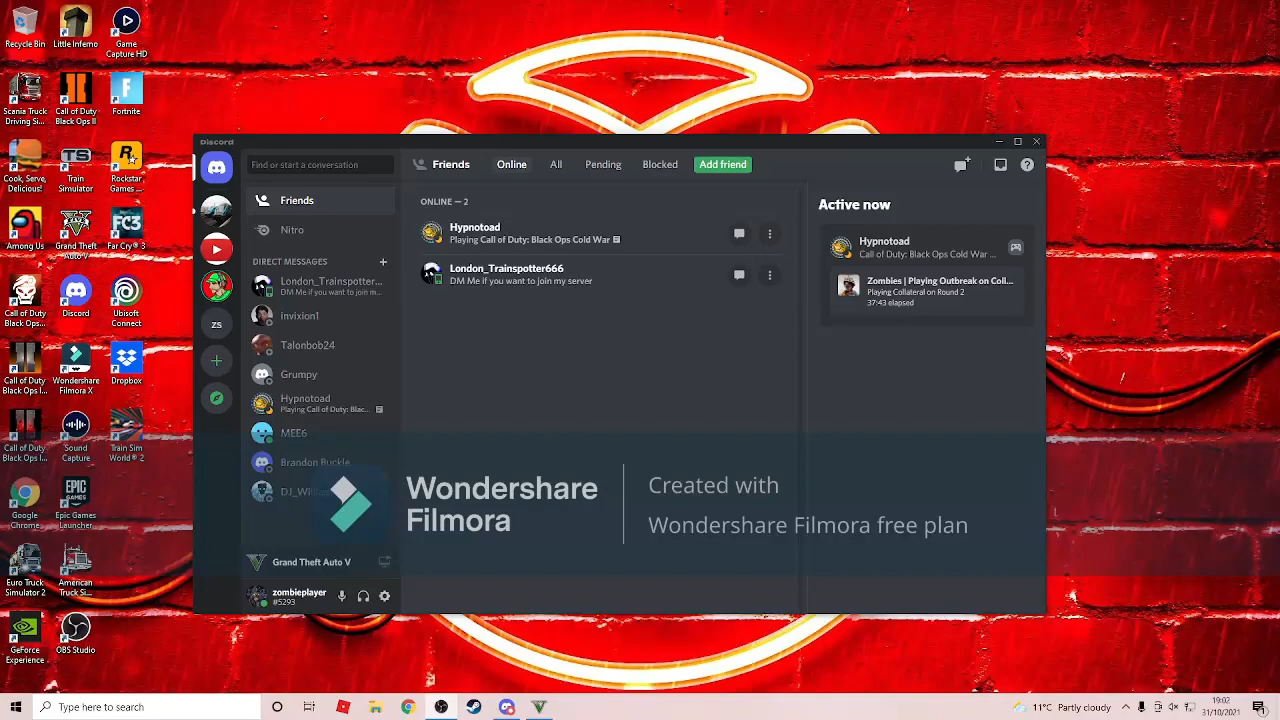 Recycle Bin
Little Inferno
Game
Capture HD
Scania Truck
Driving Si...
Call of Duty
Black Ops II
Fortnite
Cook, Serve,
Delicious!
Train
Simulator
Rockstar
Games ...
Among Us
Grand Theft
Auto V
Far Cry® 3
Call of Duty
Black Ops...
Discord
Ubisoft
Connect
Call of Duty
Black Ops I...
Wondershare
Filmora X
Dropbox
Call of Duty
Black Ops I...
Sound
Capture
Train Sim
World® 2
Google
Chrome
Epic Games
Launcher
Euro Truck
Simulator 2
American
Truck Si...
GeForce
Experience
OBS Studio
Discord
Find or start a conversation
Friends
Online
All
Pending
Blocked
Add friend
Friends
Nitro
DIRECT MESSAGES
London_Trainspotter...
DM Me if you want to join m...
invixion1
Talonbob24
Grumpy
Hypnotoad
Playing Call of Duty: Blac...
MEE6
Brandon Buckle
Grand Theft Auto V
zombieplayer
#5293
ZS
ONLINE — 2
Hypnotoad
Playing Call of Duty: Black Ops Cold War
London_Trainspotter666
DM Me if you want to join my server
Active now
Hypnotoad
Call of Duty: Black Ops Cold War ...
Zombies | Playing Outbreak on Coll...
Playing Collateral on Round 2
37:43 elapsed
Wondershare
Filmora
Created with
Wondershare Filmora free plan
Type here to search
11°C Partly cloudy
19:02
31/10/2021